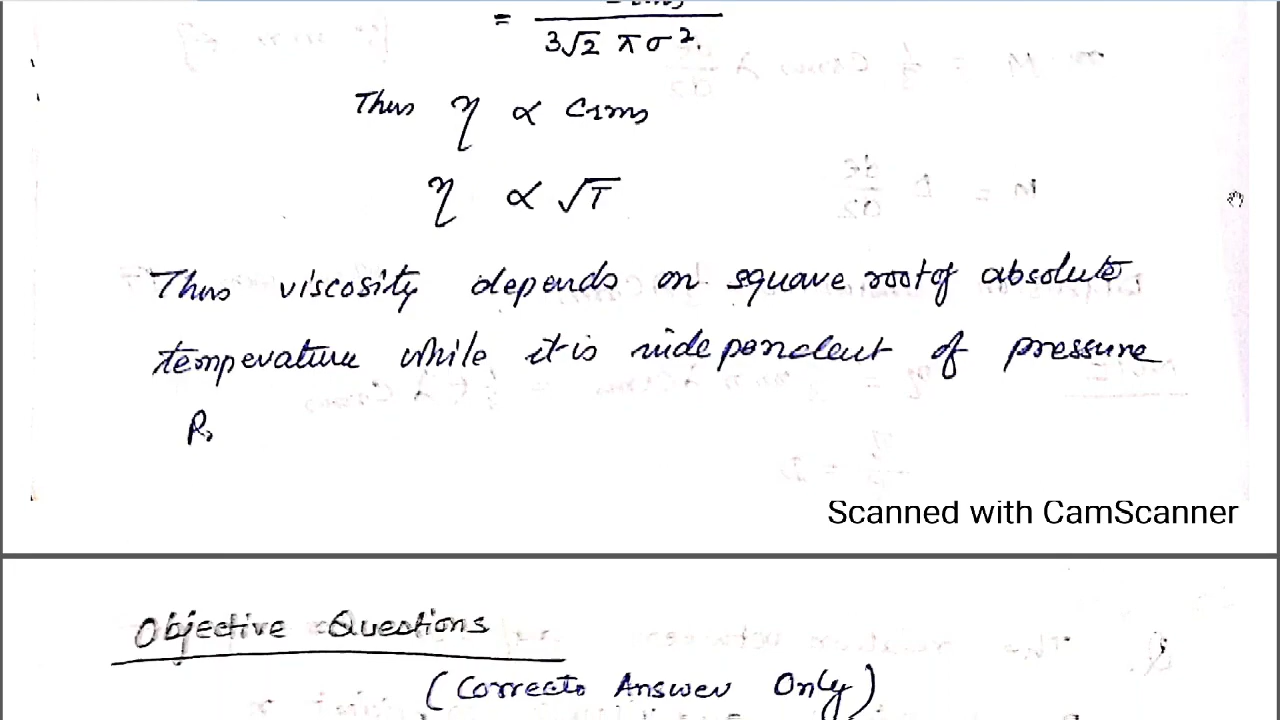 =
3√2 πσ².
Thus η ∝ Crms
η ∝ √T
Thus viscosity depends on square root of absolute.
temperature while it is independent of pressure
P.
Scanned with CamScanner
Objective Questions
(Correct Answer Only)